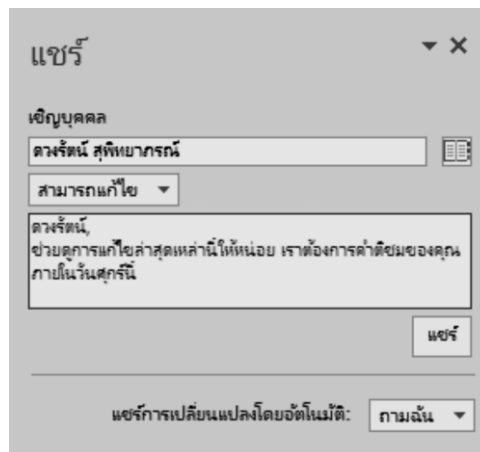 แชร์
เชิญบุคคล
ดวงรัตน์ สุพิทยาภรณ์
สามารถแก้ไข
ดวงรัตน์,
ช่วยดูการแก้ไขล่าสุดเหล่านี้ให้หน่อย เราต้องการคำติชมของคุณ
ภายในวันศุกร์นี้
แชร์
แชร์การเปลี่ยนแปลงโดยอัตโนมัติ: ถามฉัน